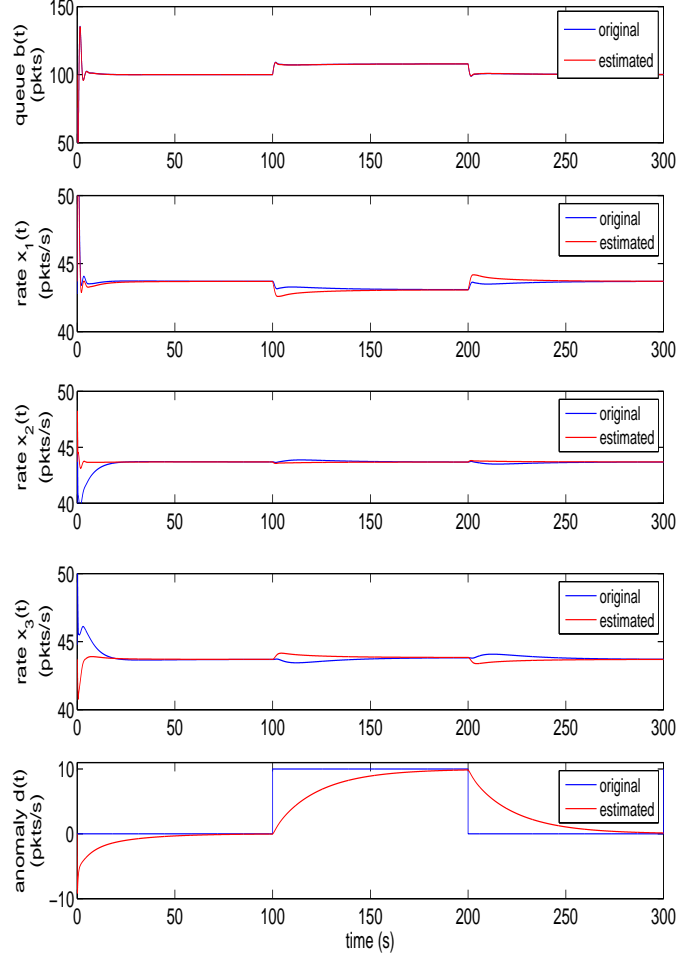 150
100
50
queue b(t)
(pkts)
original
estimated
0
50
100
150
200
250
300
50
45
40
rate x_1(t)
(pkts/s)
original
estimated
0
50
100
150
200
250
300
50
45
40
rate x_2(t)
(pkts/s)
original
estimated
0
50
100
150
200
250
300
50
45
40
rate x_3(t)
(pkts/s)
original
estimated
0
50
100
150
200
250
300
10
0
−10
anomaly d(t)
(pkts/s)
original
estimated
0
50
100
150
200
250
300
time (s)